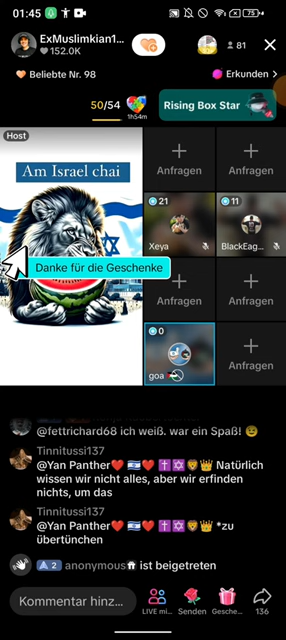 01:45
75
ExMuslimkian1...
152.0K
81
Beliebte Nr. 98
Erkunden >
50/54
1h54m
Rising Box Star
Host
Am Israel chai
Anfragen
Anfragen
21
Xeya
11
BlackEag...
Danke für die Geschenke
Anfragen
Anfragen
0
goa
Anfragen
@fettrichard68 ich weiß. war ein Spaß! 😉
Tinnitussi137
@Yan Panther❤️ 🇮🇱❤️ ✝️✡️🦁👑 Natürlich
wissen wir nicht alles, aber wir erfinden
nichts, um das
Tinnitussi137
@Yan Panther❤️ 🇮🇱❤️ ✝️✡️🦁👑 *zu
übertünchen
2 anonymous ist beigetreten
Kommentar hinz...
LIVE mi...
Senden
Gesche...
136